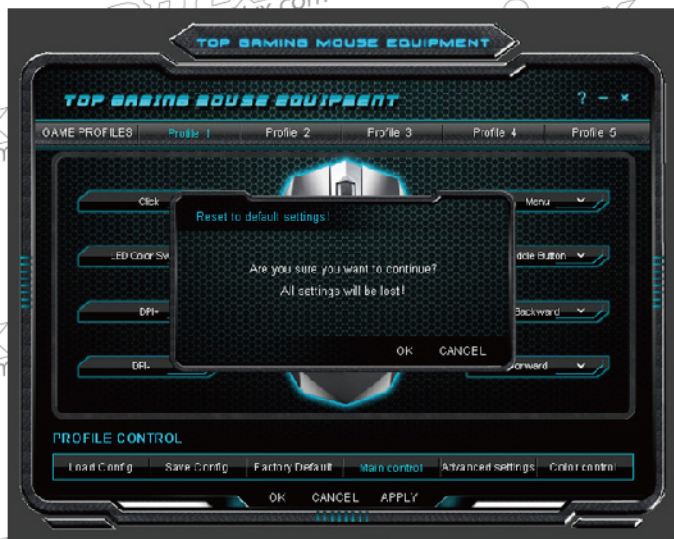 TOP GAMING MOUSE EQUIPMENT
TOP GAMING MOUSE EQUIPMENT
? - ×
GAME PROFILES Profile 1 Profile 2 Profile 3 Profile 4 Profile 5
Click Menu
LED Color Button
DPI+ Backward
DPI-
Reset to default settings!
Are you sure you want to continue?
All settings will be lost!
OK CANCEL
PROFILE CONTROL
Load Config Save Config Factory Default Main control Advanced settings Color control
OK CANCEL APPLY